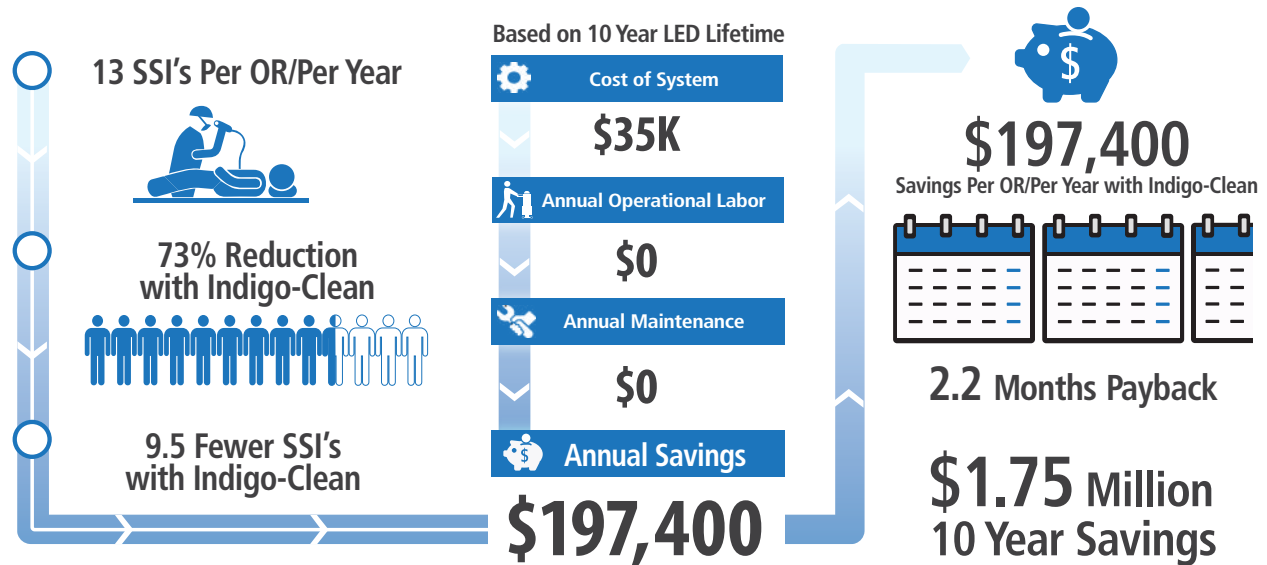 13 SSI's Per OR/Per Year
73% Reduction
with Indigo-Clean
9.5 Fewer SSI's
with Indigo-Clean
Based on 10 Year LED Lifetime
Cost of System
$35K
Annual Operational Labor
$0
Annual Maintenance
$0
$
Annual Savings
$197,400
$
$197,400
Savings Per OR/Per Year with Indigo-Clean
2.2 Months Payback
$1.75 Million
10 Year Savings